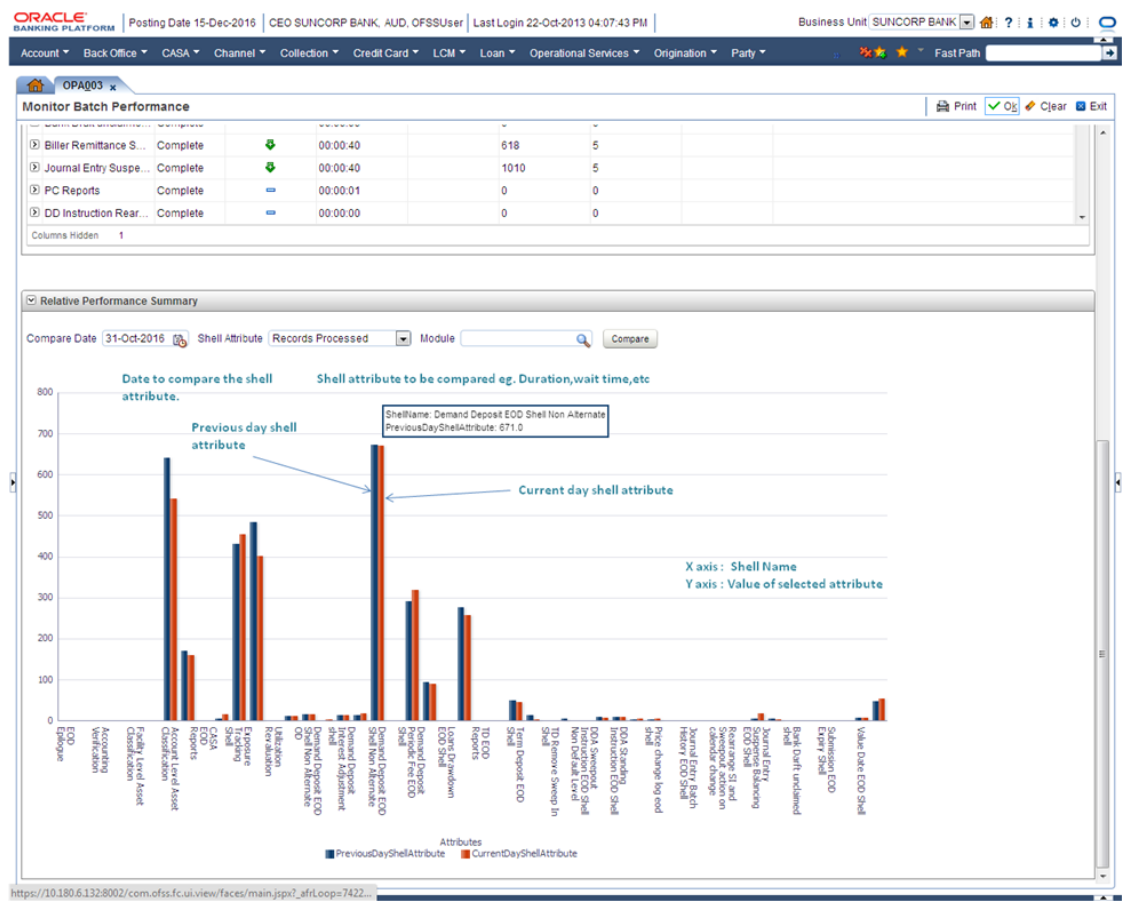 ORACLE
BANKING PLATFORM
Posting Date 15-Dec-2016 CEO SUNCORP BANK, AUD, OFSSUser Last Login 22-Oct-2013 04:07:43 PM Business Unit SUNCORP BANK
Account Back Office CASA Channel Collection Credit Card LCM Loan Operational Services Origination Party Fast Path
OPA003 x
Monitor Batch Performance Print Ok Clear Exit
Biller Remittance S... Complete 00:00:40 618 5
Journal Entry Suspe... Complete 00:00:40 1010 5
PC Reports Complete 00:00:01 0 0
DD Instruction Rear... Complete 00:00:00 0 0
Columns Hidden 1
Relative Performance Summary
Compare Date 31-Oct-2016 Shell Attribute Records Processed Module Compare
Date to compare the shell attribute.
Shell attribute to be compared eg. Duration,wait time,etc
ShellName: Demand Deposit EOD Shell Non Alternate
PreviousDayShellAttribute: 671.0
Previous day shell attribute
Current day shell attribute
X axis : Shell Name
Y axis : Value of selected attribute
800
700
600
500
400
300
200
100
0
EOD Epilogue
Accounting Verification
Facility Level Asset Classification
Account Level Asset Classification
Reports
CASA EOD Shell
Exposure Tracking
Utilization Revaluation
Demand Deposit EOD Shell Non Alternate OD
Demand Deposit Interest Adjustment shell
Demand Deposit EOD Shell Non Alternate
Demand Deposit Periodic Fee EOD Shell
Loans Drawdown EOD Shell
TD EOD Reports
Term Deposit EOD Shell
TD Remove Sweep In Shell
DDA Sweepout Instruction EOD Shell Non Default Level
DDA Standing Instruction EOD Shell
Price change log eod shell
Journal Entry Batch History EOD Shell
Rearrange SI and Sweepout action on calendar change
Journal Entry Suspense Balancing EOD Shell
Bank Darft unclaimed shell
Submission EOD Expiry Shell
Value Date EOD Shell
Attributes
PreviousDayShellAttribute CurrentDayShellAttribute
https://10.180.6.132:8002/com.ofss.fc.ui.view/faces/main.jspx?_afrLoop=7422...